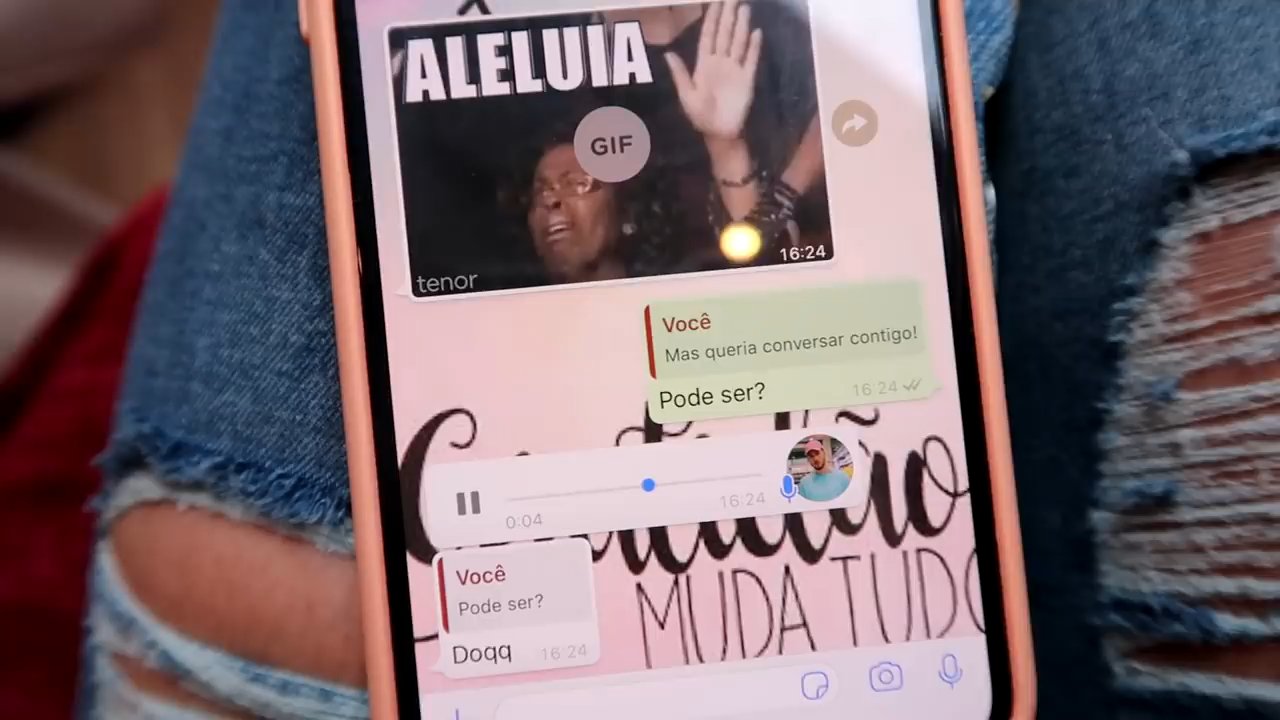 ALELUIA
GIF
tenor
16:24
Você
Mas queria conversar contigo!
Pode ser?
16:24
0:04
16:24
Você
Pode ser?
Doqq
16:24
MUDA TUDO